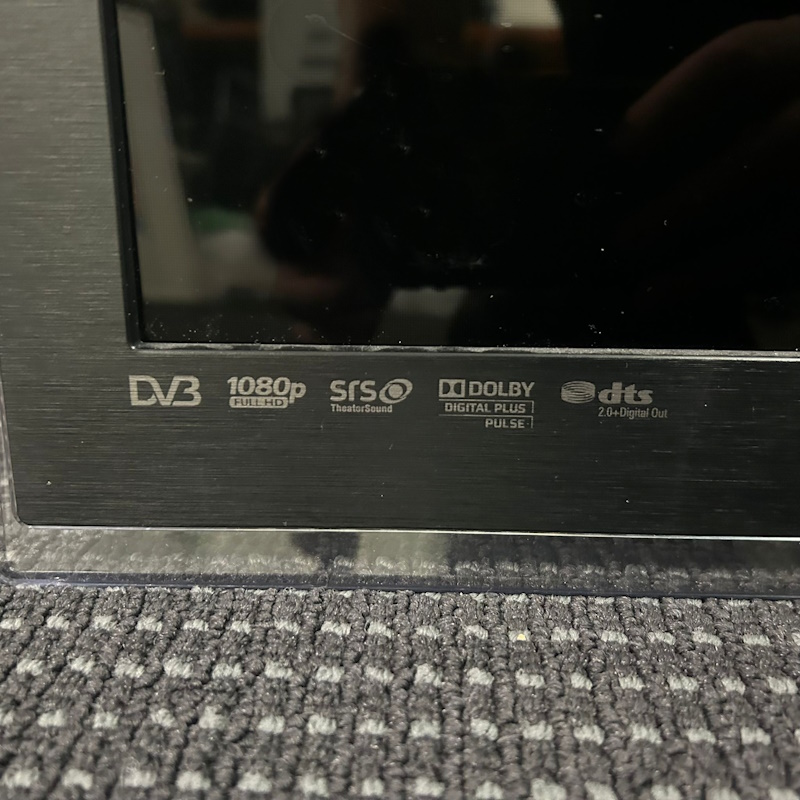 DVB
1080p
FULL HD
SRS
TheaterSound
DOLBY
DIGITAL PLUS
PULSE
dts
2.0+Digital Out